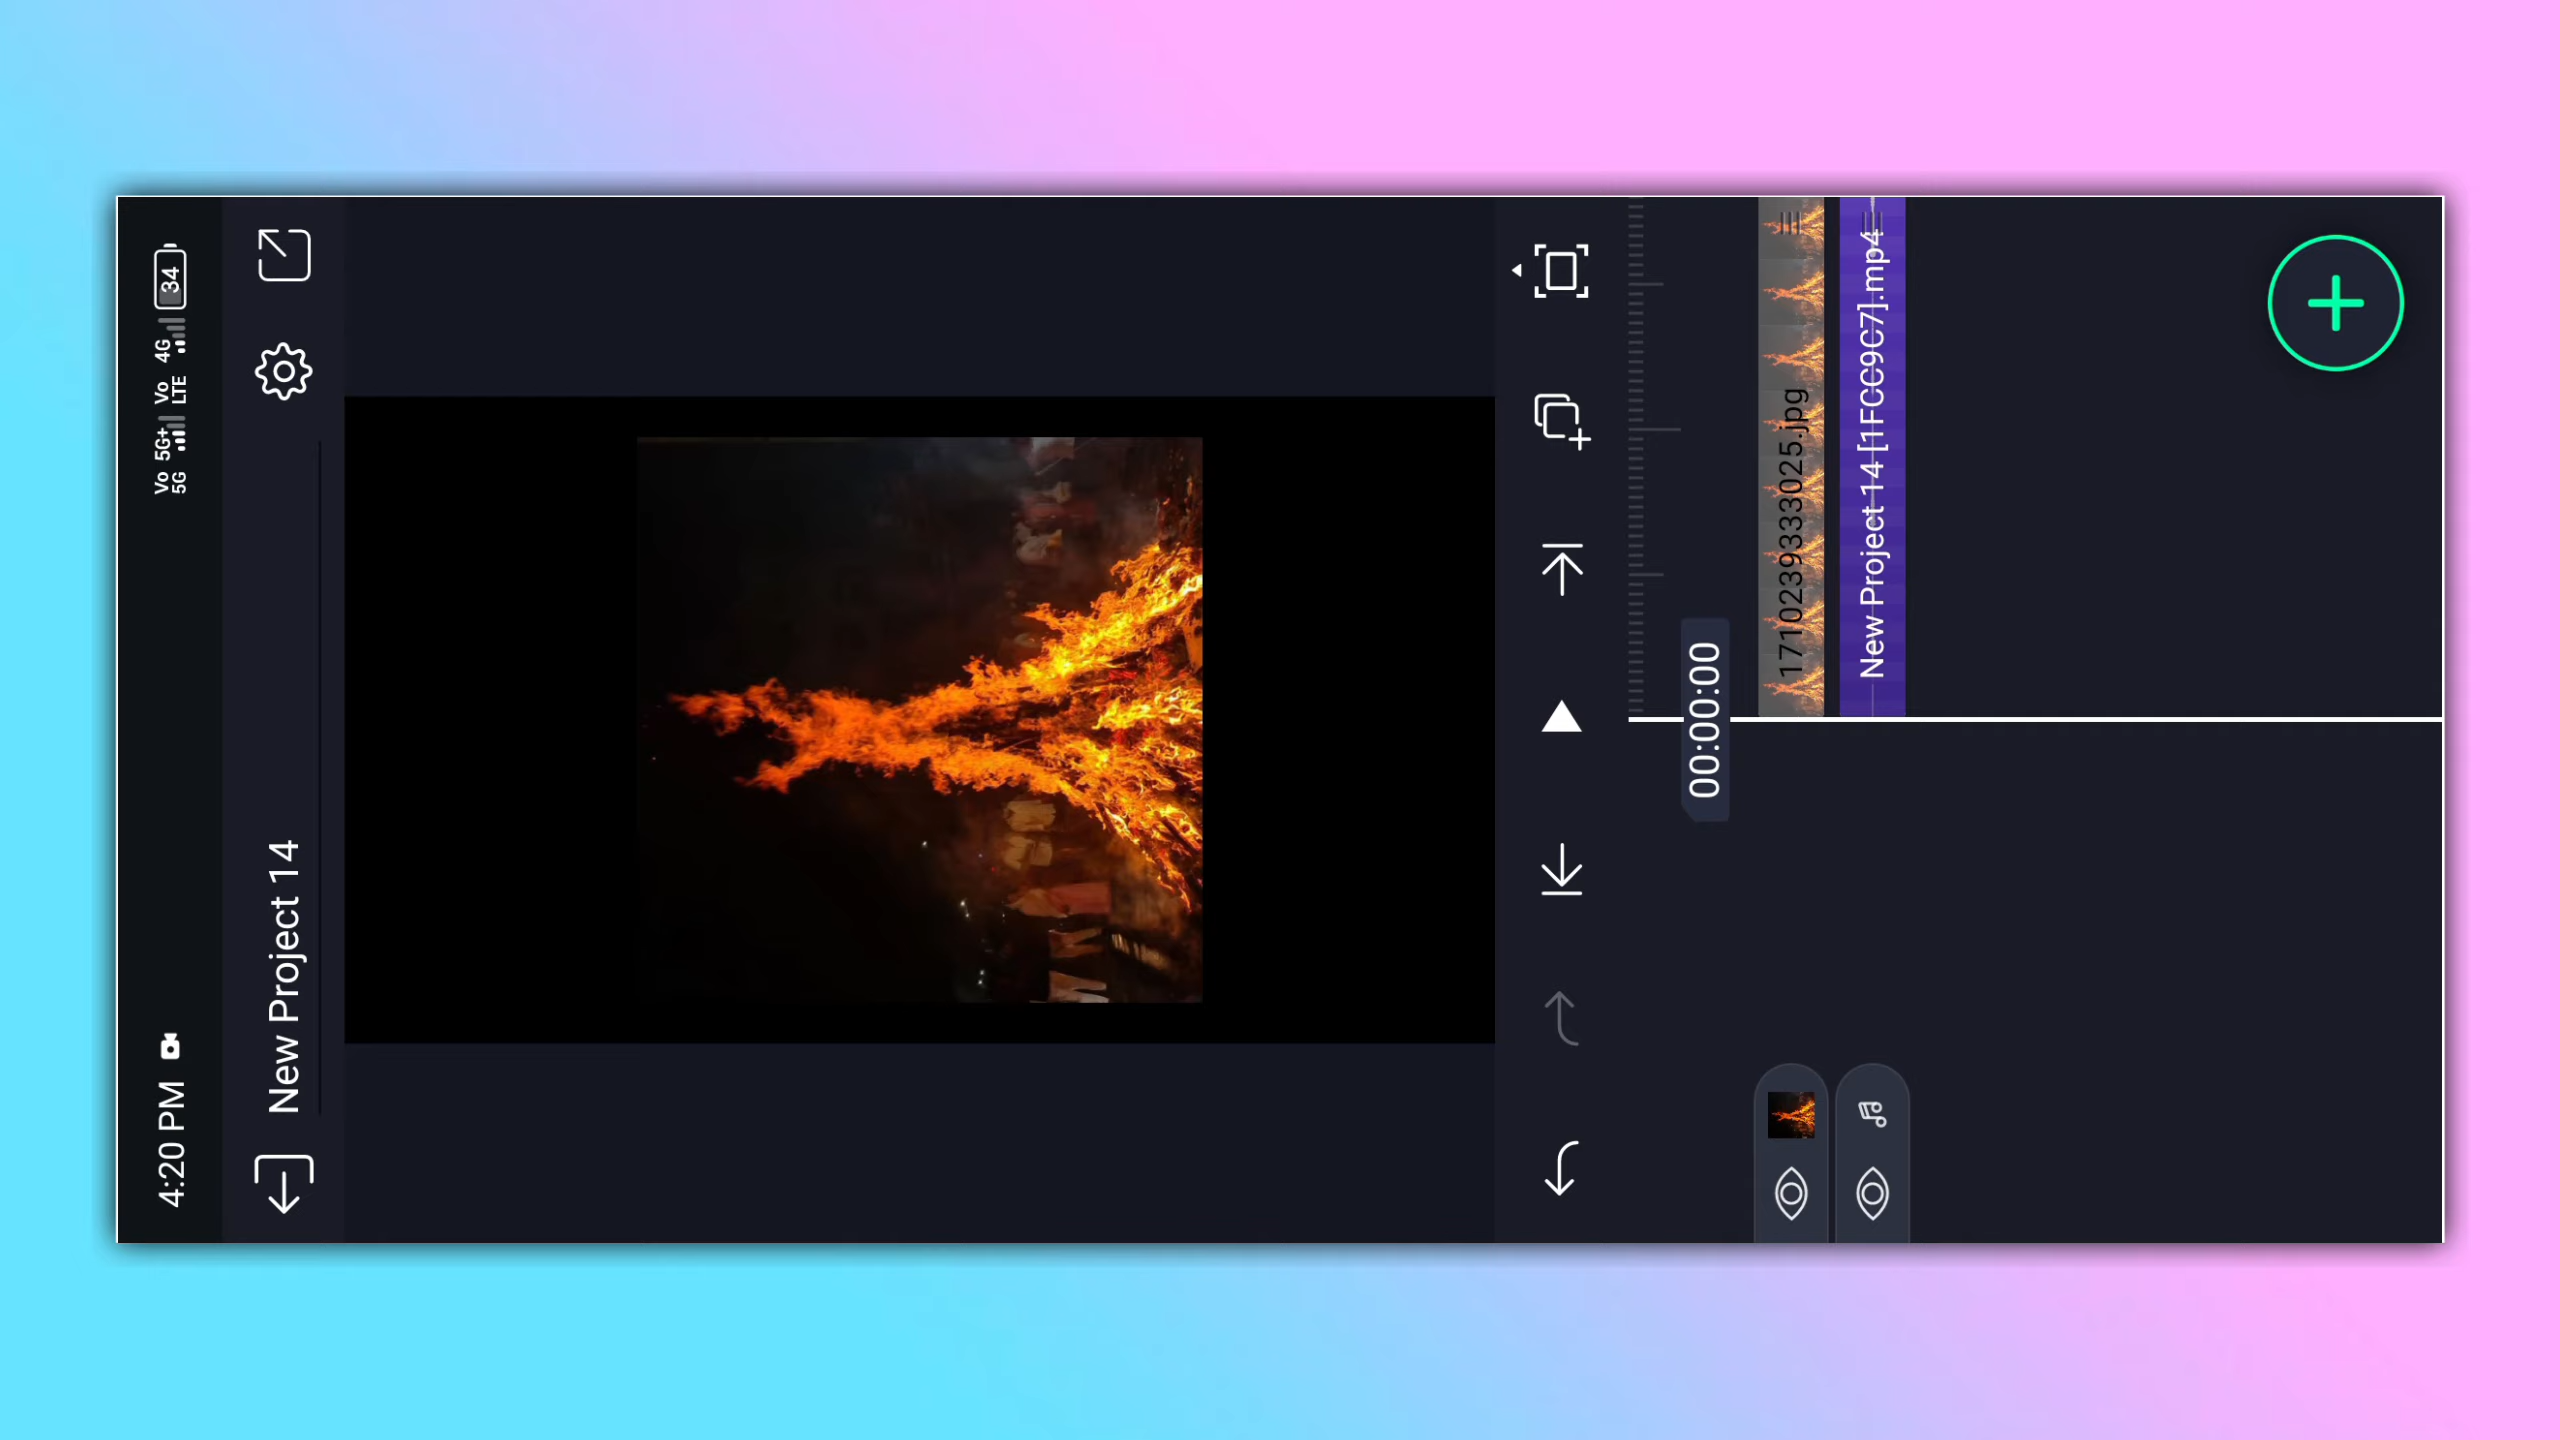 4:20 PM
Vo 5G+ Vo 4G 34
5G LTE
New Project 14
00:00:00
1710239333025.jpg
New Project 14 [1FCC9C7].mp4